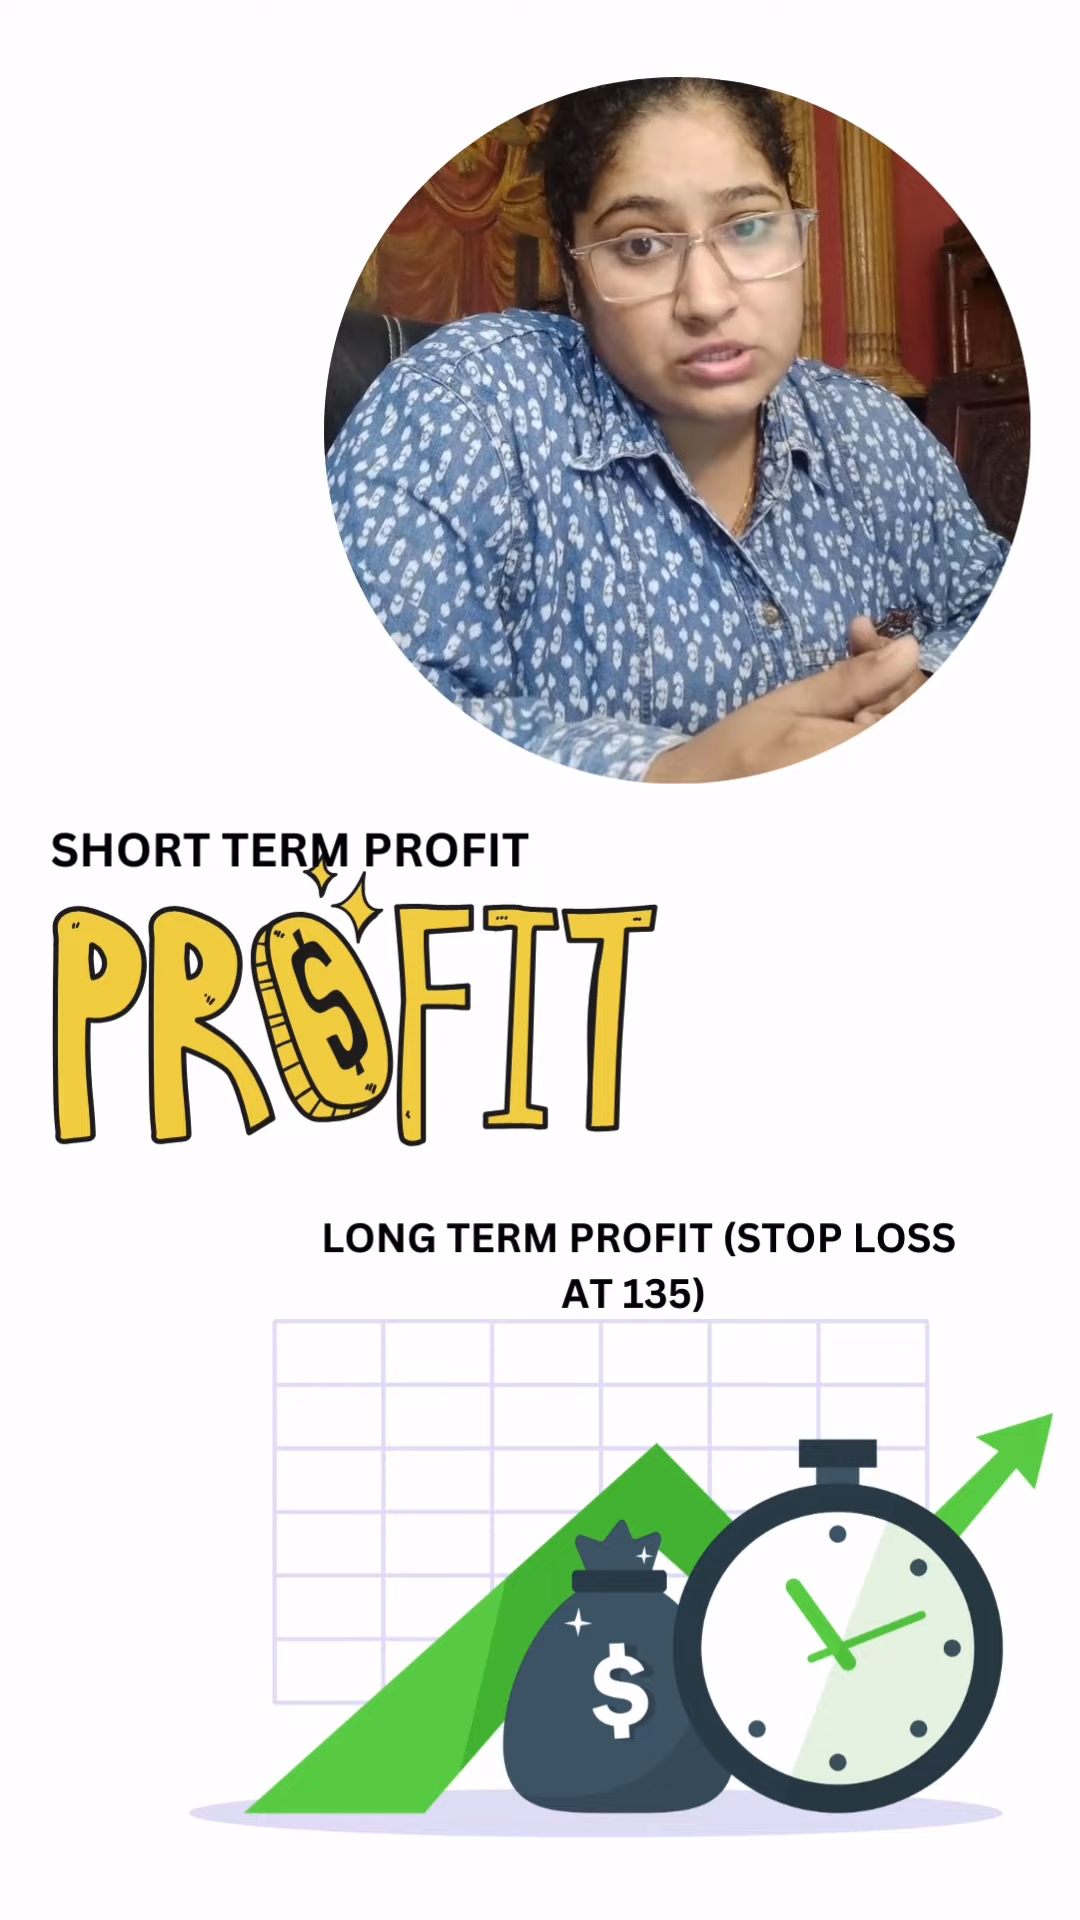 SHORT TERM PROFIT
PROFIT
LONG TERM PROFIT (STOP LOSS
AT 135)
$